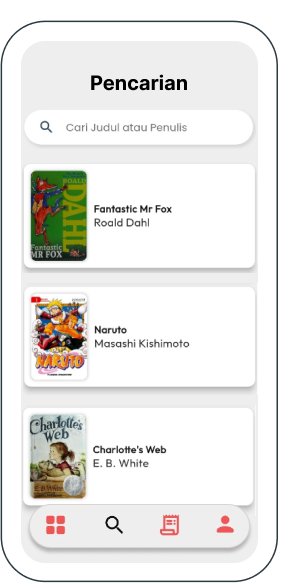 Pencarian
Cari Judul atau Penulis
ROALD
DAHL
Fantastic
MR FOX
Fantastic Mr Fox
Roald Dahl
NARUTO
Naruto
Masashi Kishimoto
Charlotte's
Web
E.B.White
Charlotte's Web
E. B. White